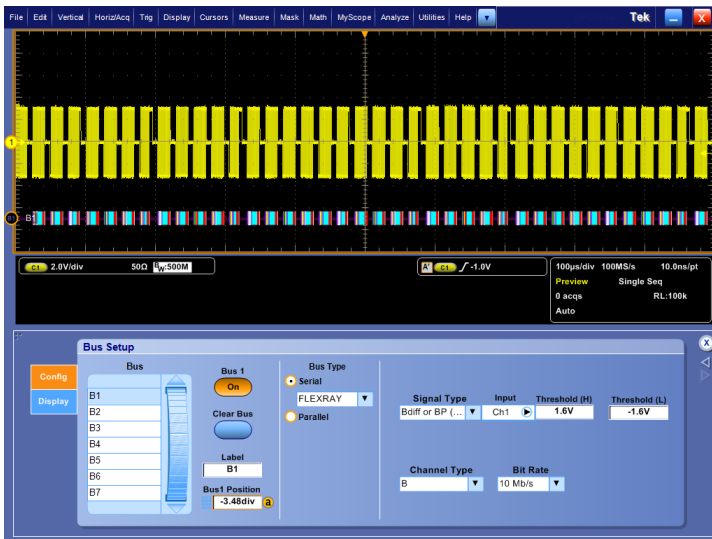 File Edit Vertical Horiz/Acq Trig Display Cursors Measure Mask Math MyScope Analyze Utilities Help Tek X
1
B1 B1
C1 2.0V/div 50Ω BW:500M
A' C1 -1.0V
100µs/div 100MS/s 10.0ns/pt
Preview Single Seq
0 acqs RL:100k
Auto
Bus Setup
X
Config
Display
Bus
B1
B2
B3
B4
B5
B6
B7
Bus 1
On
Clear Bus
Label
B1
Bus1 Position
-3.48div a
Bus Type
Serial
FLEXRAY
Parallel
Signal Type Input Threshold (H) Threshold (L)
Bdiff or BP (... Ch1 1.6V -1.6V
Channel Type Bit Rate
B 10 Mb/s